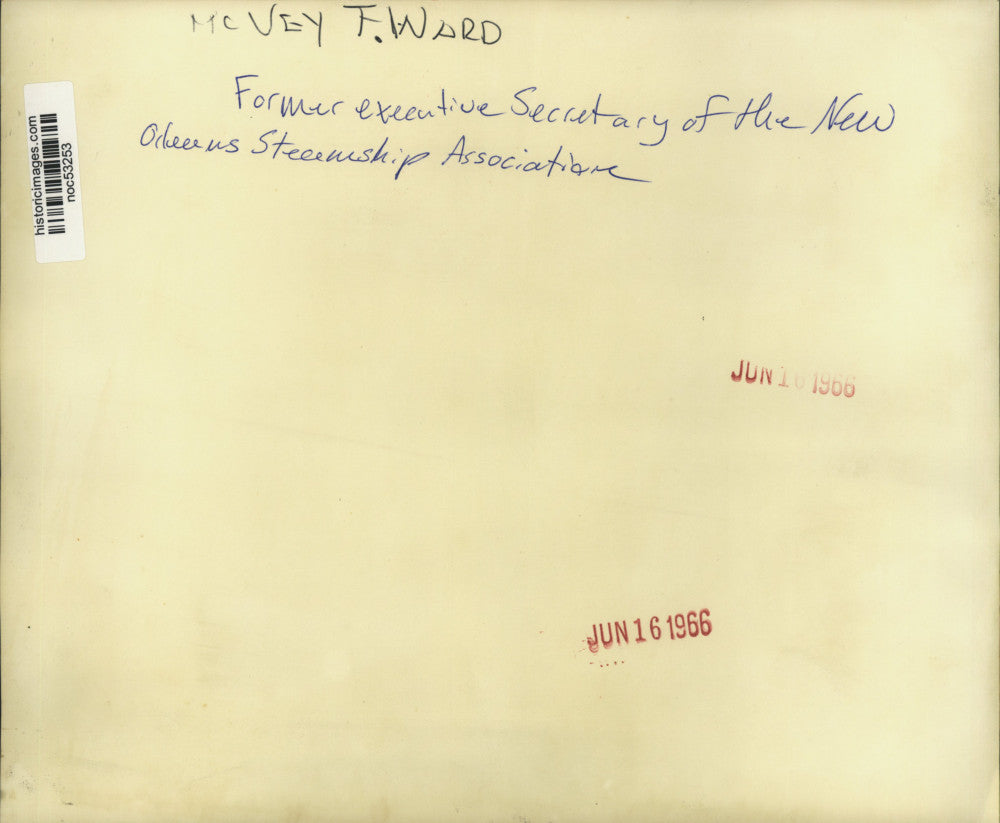 McVEY F. WARD
Former executive Secretary of the New
Orleans Steamship Association
historicimages.com
noc53253
JUN 16 1966
JUN 16 1966